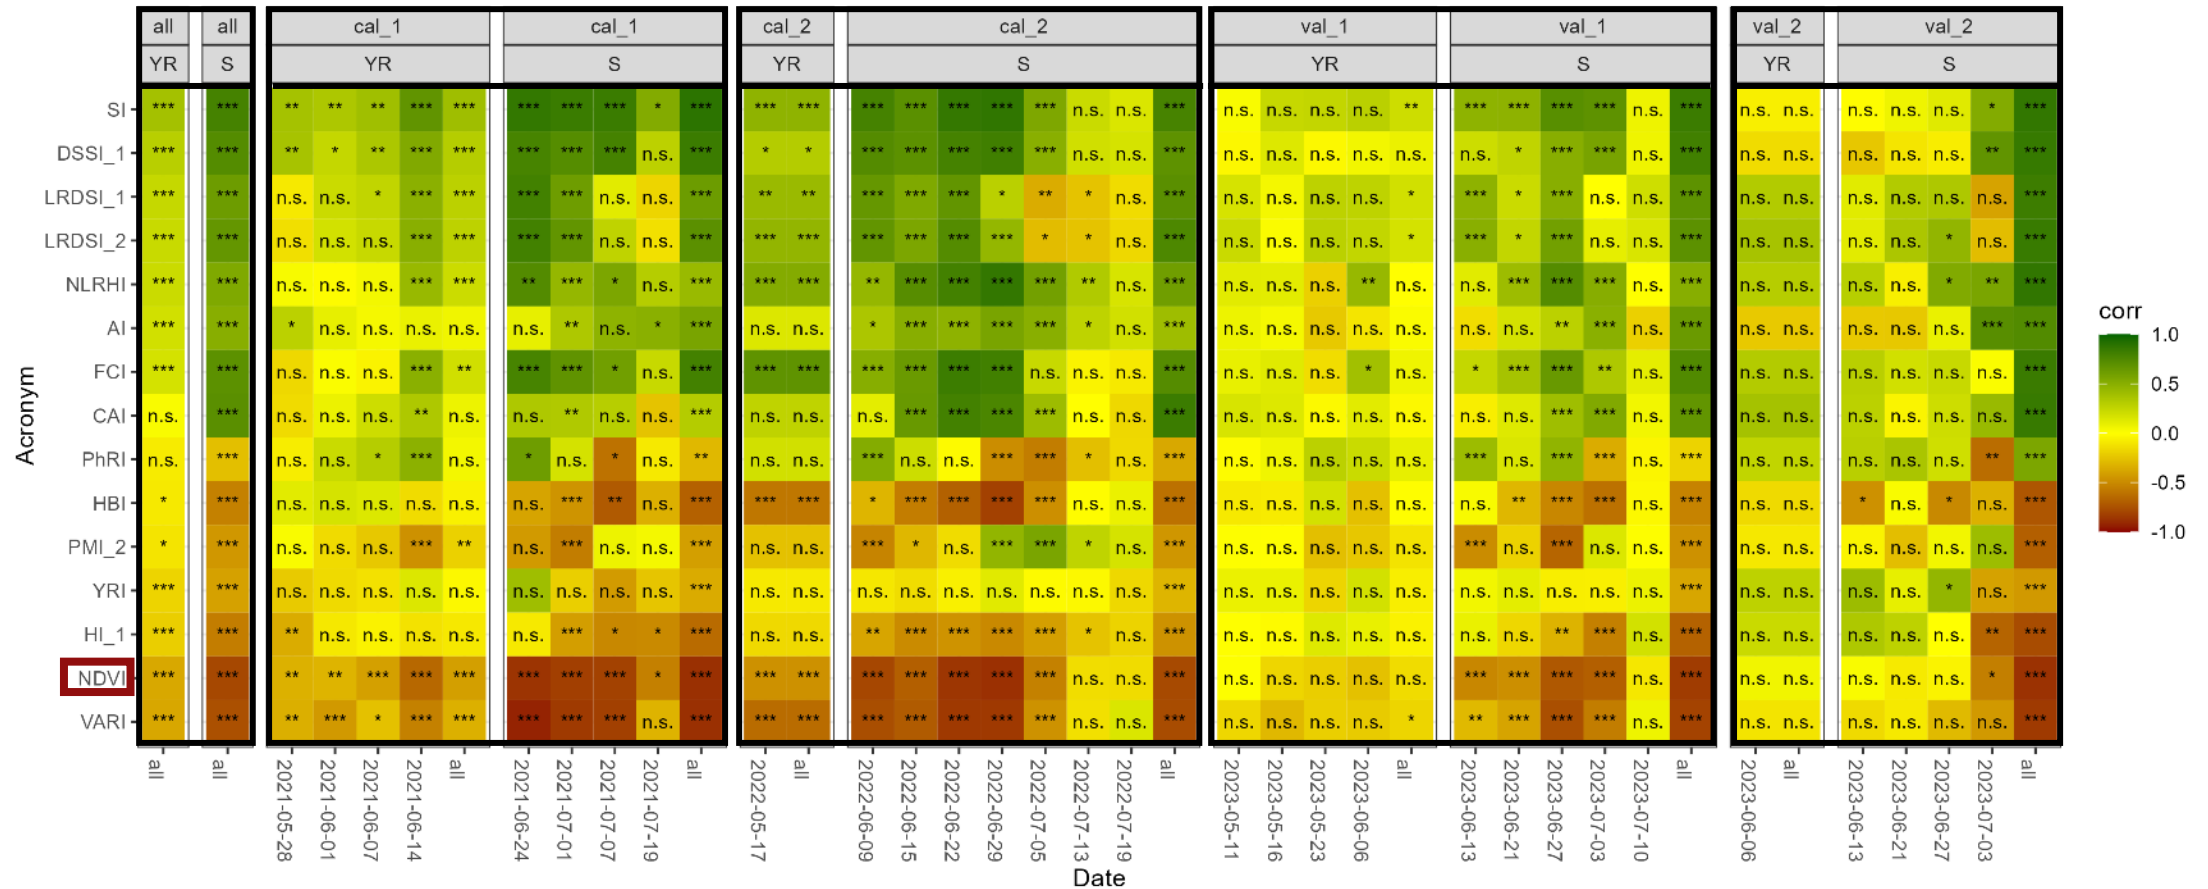 all all cal_1 cal_1 cal_2 cal_2 val_1 val_1 val_2 val_2
YR S YR S YR S YR S YR S
SI *** *** ** ** ** *** *** *** *** *** * *** *** *** *** *** *** *** *** n.s. n.s. *** n.s. n.s. n.s. n.s. ** *** *** *** *** n.s. *** n.s. n.s. n.s. n.s. n.s. * ***
DSSI_1 *** *** ** * ** *** *** *** *** *** n.s. *** * * *** *** *** *** *** n.s. n.s. *** n.s. n.s. n.s. n.s. n.s. n.s. * *** *** n.s. *** n.s. n.s. n.s. n.s. n.s. ** ***
LRDSI_1 *** *** n.s. n.s. * *** *** *** *** n.s. n.s. *** ** ** *** *** *** * ** * n.s. *** n.s. n.s. n.s. n.s. * *** * *** n.s. n.s. *** n.s. n.s. n.s. n.s. n.s. n.s. ***
LRDSI_2 *** *** n.s. n.s. n.s. *** *** *** *** n.s. n.s. *** *** *** *** *** *** *** * * n.s. *** n.s. n.s. n.s. n.s. * *** * *** n.s. n.s. *** n.s. n.s. n.s. n.s. * n.s. ***
NLRHI *** *** n.s. n.s. n.s. *** *** ** *** * n.s. *** *** *** ** *** *** *** *** ** n.s. *** n.s. n.s. n.s. ** n.s. n.s. *** *** *** n.s. *** n.s. n.s. n.s. n.s. * ** ***
AI *** *** * n.s. n.s. n.s. n.s. n.s. ** n.s. * *** n.s. n.s. * *** *** *** *** * n.s. *** n.s. n.s. n.s. n.s. n.s. n.s. n.s. ** *** n.s. *** n.s. n.s. n.s. n.s. n.s. *** ***
FCI *** *** n.s. n.s. n.s. *** ** *** *** * n.s. *** *** *** *** *** *** *** n.s. n.s. n.s. *** n.s. n.s. n.s. * n.s. * *** *** ** n.s. *** n.s. n.s. n.s. n.s. n.s. n.s. ***
CAI n.s. *** n.s. n.s. n.s. ** n.s. n.s. ** n.s. n.s. *** n.s. n.s. n.s. *** *** *** *** n.s. n.s. *** n.s. n.s. n.s. n.s. n.s. n.s. n.s. *** *** n.s. *** n.s. n.s. n.s. n.s. n.s. n.s. ***
PhRI n.s. *** n.s. n.s. * *** n.s. * n.s. * n.s. ** n.s. n.s. *** n.s. n.s. *** *** * n.s. *** n.s. n.s. n.s. n.s. n.s. *** n.s. *** *** n.s. *** n.s. n.s. n.s. n.s. n.s. ** ***
HBI * *** n.s. n.s. n.s. n.s. n.s. n.s. *** ** n.s. *** *** *** * *** *** *** *** n.s. n.s. *** n.s. n.s. n.s. n.s. n.s. n.s. ** *** *** n.s. *** n.s. n.s. * n.s. * n.s. ***
PMI_2 * *** n.s. n.s. n.s. *** ** n.s. *** n.s. n.s. *** n.s. n.s. *** * n.s. *** *** * n.s. *** n.s. n.s. n.s. n.s. n.s. *** n.s. *** n.s. n.s. *** n.s. n.s. n.s. n.s. n.s. n.s. ***
YRI *** *** n.s. n.s. n.s. n.s. n.s. n.s. n.s. n.s. n.s. *** n.s. n.s. n.s. n.s. n.s. n.s. n.s. n.s. n.s. *** n.s. n.s. n.s. n.s. n.s. n.s. n.s. n.s. n.s. n.s. *** n.s. n.s. n.s. n.s. * n.s. ***
HI_1 *** *** ** n.s. n.s. n.s. n.s. n.s. *** * * *** n.s. n.s. ** *** *** *** *** * n.s. *** n.s. n.s. n.s. n.s. n.s. n.s. n.s. ** *** n.s. *** n.s. n.s. n.s. n.s. n.s. ** ***
NDVI *** *** ** ** *** *** *** *** *** *** * *** *** *** *** *** *** *** *** n.s. n.s. *** n.s. n.s. n.s. n.s. n.s. *** *** *** *** n.s. *** n.s. n.s. n.s. n.s. n.s. * ***
VARI *** *** ** *** * *** *** *** *** *** n.s. *** *** *** *** *** *** *** *** n.s. n.s. *** n.s. n.s. n.s. n.s. * ** *** *** *** n.s. *** n.s. n.s. n.s. n.s. n.s. n.s. ***
Acronym
all all 2021-05-28 2021-06-01 2021-06-07 2021-06-14 all 2021-06-24 2021-07-01 2021-07-07 2021-07-19 all 2022-05-17 all 2022-06-09 2022-06-15 2022-06-22 2022-06-29 2022-07-05 2022-07-13 2022-07-19 all 2023-05-11 2023-05-16 2023-05-23 2023-06-06 all 2023-06-13 2023-06-21 2023-06-27 2023-07-03 2023-07-10 all 2023-06-06 all 2023-06-13 2023-06-21 2023-06-27 2023-07-03 all
Date
corr
1.0
0.5
0.0
-0.5
-1.0